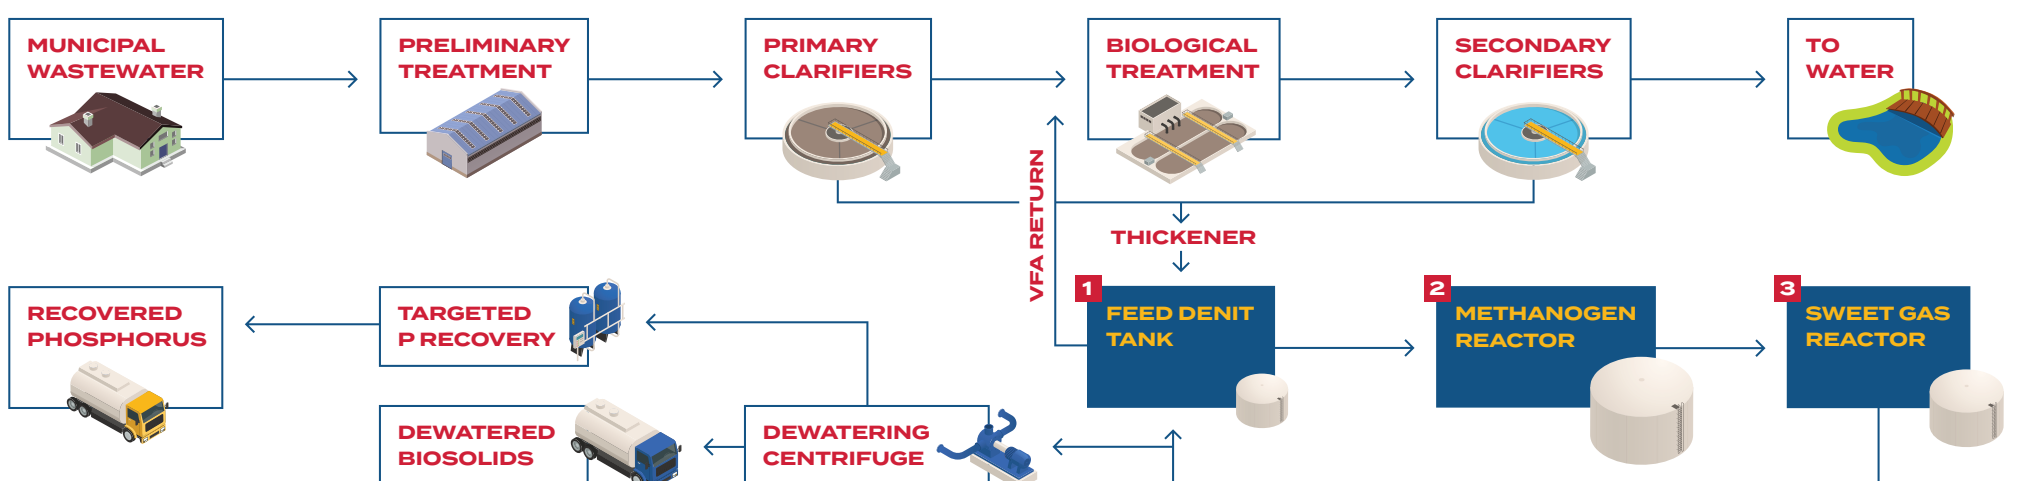 MUNICIPAL
WASTEWATER
PRELIMINARY
TREATMENT
PRIMARY
CLARIFIERS
BIOLOGICAL
TREATMENT
SECONDARY
CLARIFIERS
TO
WATER
VFA RETURN
THICKENER
RECOVERED
PHOSPHORUS
TARGETED
P RECOVERY
1
FEED DENIT
TANK
2
METHANOGEN
REACTOR
3
SWEET GAS
REACTOR
DEWATERED
BIOSOLIDS
DEWATERING
CENTRIFUGE